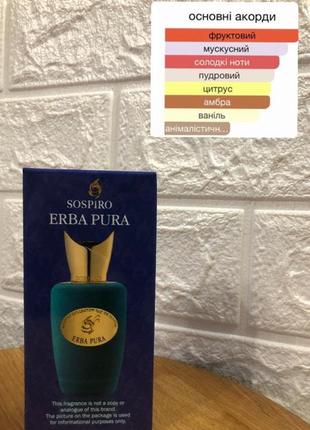 основні акорди
фруктовий
мускусний
солодкі ноти
пудровий
цитрус
амбра
ваніль
анімалістичн...
SOSPIRO
ERBA PURA
ERBA PURA
This fragrance is not a copy or
analogue of this brand.
The picture on the package is used
for informational purposes only.